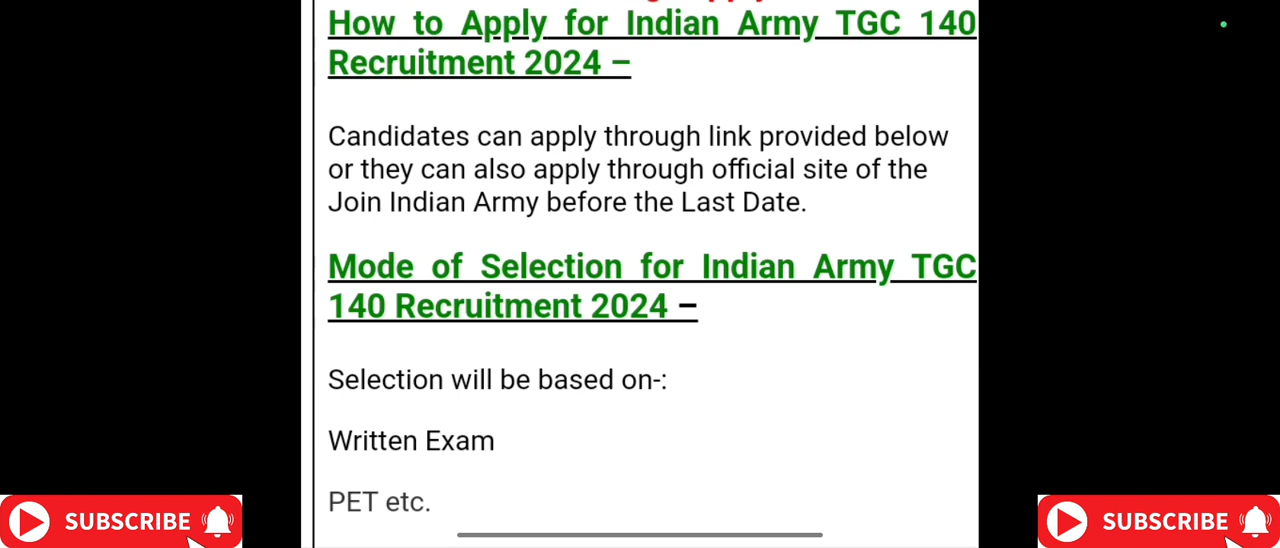 How to Apply for Indian Army TGC 140
Recruitment 2024 –
Candidates can apply through link provided below
or they can also apply through official site of the
Join Indian Army before the Last Date.
Mode of Selection for Indian Army TGC
140 Recruitment 2024 –
Selection will be based on-:
Written Exam
PET etc.
SUBSCRIBE
SUBSCRIBE